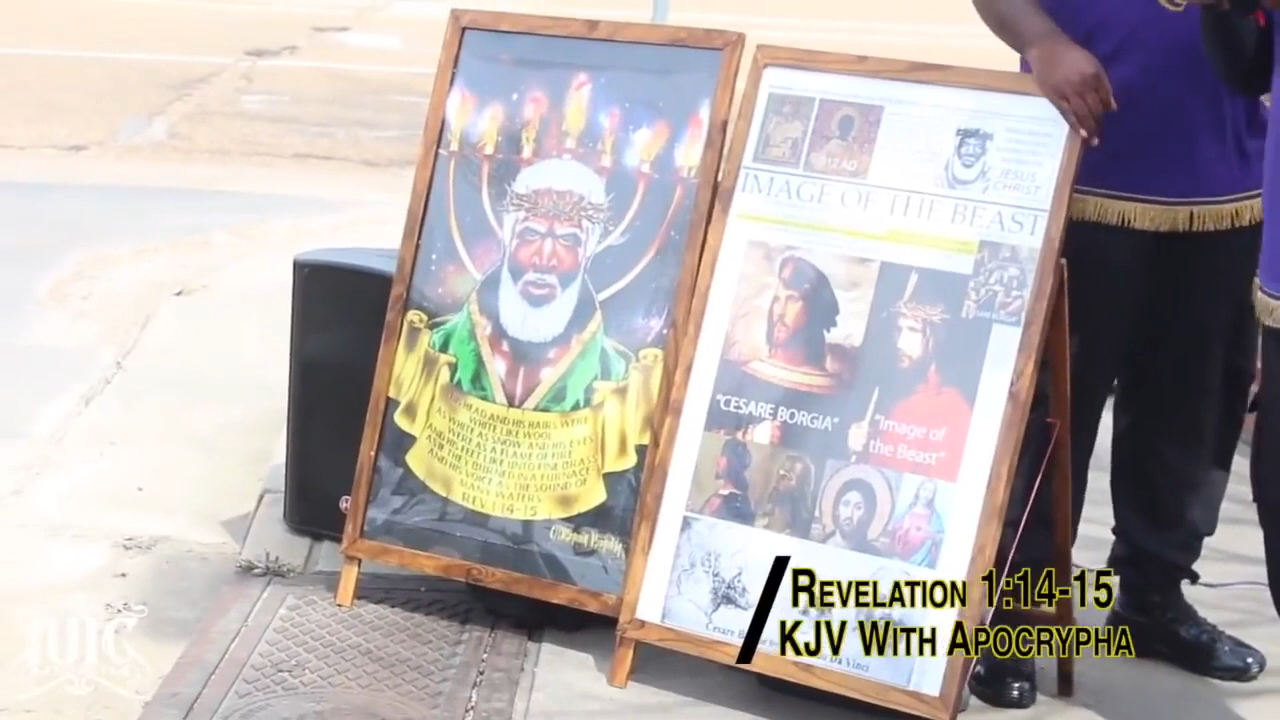 HIS HEAD AND HIS HAIRS WERE
WHITE LIKE WOOL,
AS WHITE AS SNOW; AND HIS EYES
WERE AS A FLAME OF FIRE
AND HIS FEET LIKE UNTO FINE BRASS,
AS IF THEY BURNED IN A FURNACE;
AND HIS VOICE AS THE SOUND OF
MANY WATERS.
REV. 1:14-15
312 AD
JESUS
CHRIST
IMAGE OF THE BEAST
"CESARE BORGIA"
"Image of
the Beast"
Da Vinci
REVELATION 1:14-15
KJV WITH APOCRYPHA
IUIC